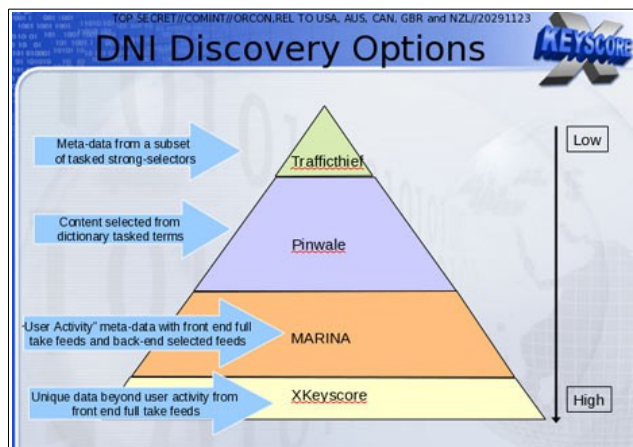 TOP SECRET//COMINT//ORCON,REL TO USA, AUS, CAN, GBR and NZL//20291123
DNI Discovery Options
X
KEYSCORE
Meta-data from a subset
of tasked strong-selectors
Trafficthief
Low
Content selected from
dictionary tasked terms
Pinwale
"User Activity" meta-data with front end full
take feeds and back-end selected feeds
MARINA
Unique data beyond user activity from
front end full take feeds
XKeyscore
High